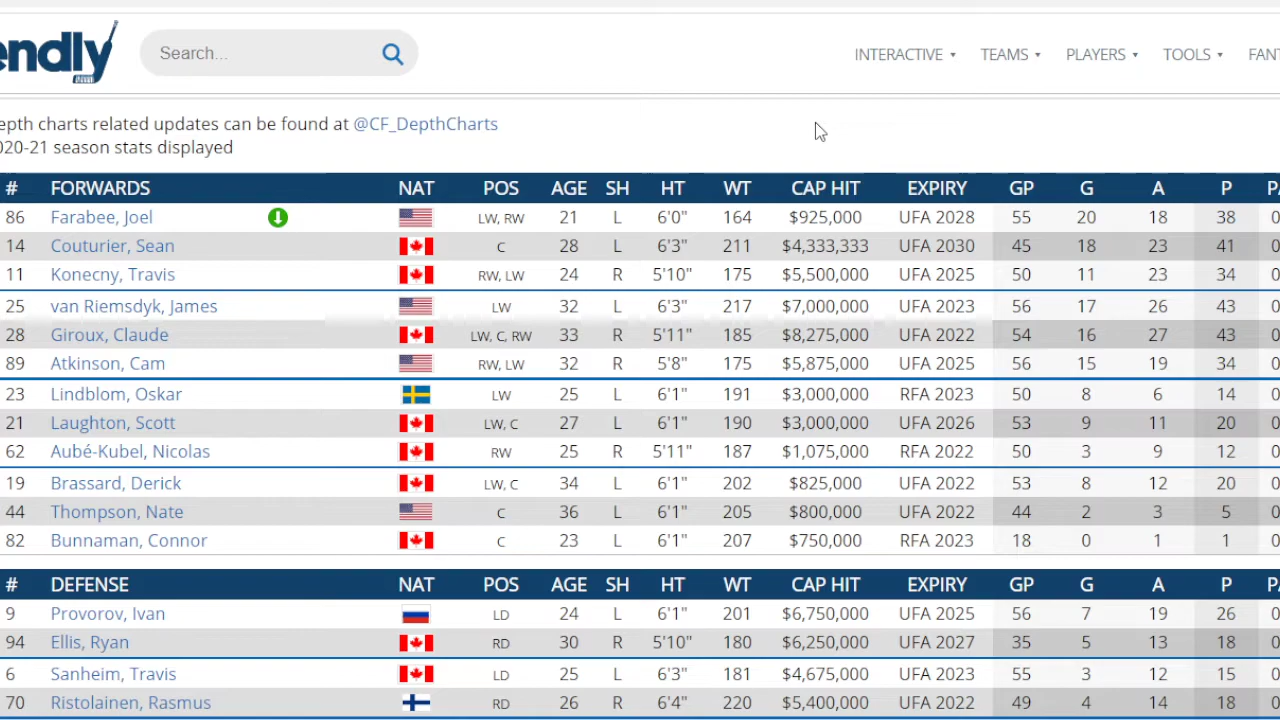 endly
Search...
INTERACTIVE TEAMS PLAYERS TOOLS FANT
epth charts related updates can be found at @CF_DepthCharts
020-21 season stats displayed
# FORWARDS NAT POS AGE SH HT WT CAP HIT EXPIRY GP G A P PA
86 Farabee, Joel LW, RW 21 L 6'0" 164 $925,000 UFA 2028 55 20 18 38 0
14 Couturier, Sean C 28 L 6'3" 211 $4,333,333 UFA 2030 45 18 23 41 0
11 Konecny, Travis RW, LW 24 R 5'10" 175 $5,500,000 UFA 2025 50 11 23 34 0
25 van Riemsdyk, James LW 32 L 6'3" 217 $7,000,000 UFA 2023 56 17 26 43 0
28 Giroux, Claude LW, C, RW 33 R 5'11" 185 $8,275,000 UFA 2022 54 16 27 43 0
89 Atkinson, Cam RW, LW 32 R 5'8" 175 $5,875,000 UFA 2025 56 15 19 34 0
23 Lindblom, Oskar LW 25 L 6'1" 191 $3,000,000 RFA 2023 50 8 6 14 0
21 Laughton, Scott LW, C 27 L 6'1" 190 $3,000,000 UFA 2026 53 9 11 20 0
62 Aubé-Kubel, Nicolas RW 25 R 5'11" 187 $1,075,000 RFA 2022 50 3 9 12 0
19 Brassard, Derick LW, C 34 L 6'1" 202 $825,000 UFA 2022 53 8 12 20 0
44 Thompson, Nate C 36 L 6'1" 205 $800,000 UFA 2022 44 2 3 5 0
82 Bunnaman, Connor C 23 L 6'1" 207 $750,000 RFA 2023 18 0 1 1 0
# DEFENSE NAT POS AGE SH HT WT CAP HIT EXPIRY GP G A P PA
9 Provorov, Ivan LD 24 L 6'1" 201 $6,750,000 UFA 2025 56 7 19 26 0
94 Ellis, Ryan RD 30 R 5'10" 180 $6,250,000 UFA 2027 35 5 13 18 0
6 Sanheim, Travis LD 25 L 6'3" 181 $4,675,000 UFA 2023 55 3 12 15 0
70 Ristolainen, Rasmus RD 26 R 6'4" 220 $5,400,000 UFA 2022 49 4 14 18 0